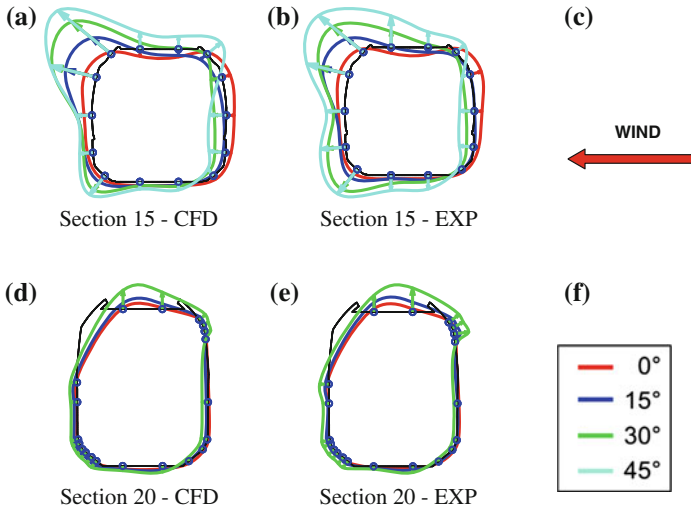 (a)
(b)
(c)
WIND
Section 15 - CFD
Section 15 - EXP
(d)
(e)
(f)
0°
15°
30°
45°
Section 20 - CFD
Section 20 - EXP